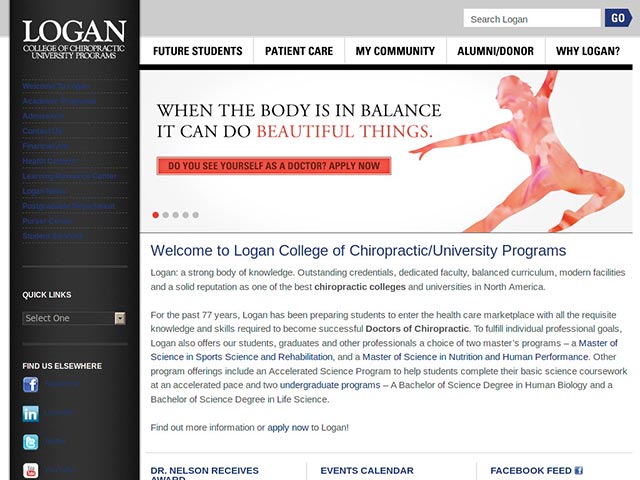 LOGAN
COLLEGE OF CHIROPRACTIC
UNIVERSITY PROGRAMS
Search Logan
GO
FUTURE STUDENTS
PATIENT CARE
MY COMMUNITY
ALUMNI/DONOR
WHY LOGAN?
Welcome To Logan
Academic Programs
Admissions
Contact Us
Financial Aid
Health Centers
Learning Resource Center
Logan News
Postgraduate Department
Purser Center
Student Services
QUICK LINKS
Select One
FIND US ELSEWHERE
Facebook
LinkedIn
Twitter
YouTube
WHEN THE BODY IS IN BALANCE
IT CAN DO BEAUTIFUL THINGS.
DO YOU SEE YOURSELF AS A DOCTOR? APPLY NOW
Welcome to Logan College of Chiropractic/University Programs
Logan: a strong body of knowledge. Outstanding credentials, dedicated faculty, balanced curriculum, modern facilities
and a solid reputation as one of the best chiropractic colleges and universities in North America.
For the past 77 years, Logan has been preparing students to enter the health care marketplace with all the requisite
knowledge and skills required to become successful Doctors of Chiropractic. To fulfill individual professional goals,
Logan also offers our students, graduates and other professionals a choice of two master's programs – a Master of
Science in Sports Science and Rehabilitation, and a Master of Science in Nutrition and Human Performance. Other
program offerings include an Accelerated Science Program to help students complete their basic science coursework
at an accelerated pace and two undergraduate programs – A Bachelor of Science Degree in Human Biology and a
Bachelor of Science Degree in Life Science.
Find out more information or apply now to Logan!
DR. NELSON RECEIVES
AWARD
EVENTS CALENDAR
FACEBOOK FEED